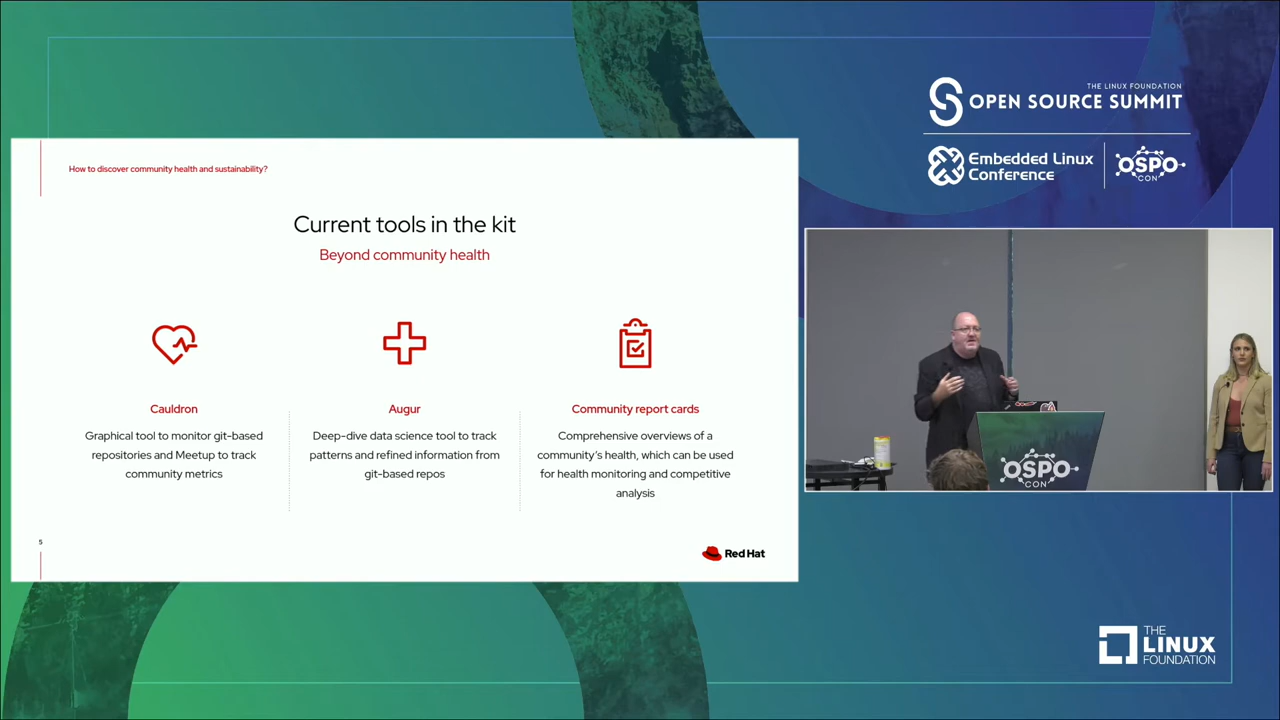 THE LINUX FOUNDATION
OPEN SOURCE SUMMIT
Embedded Linux
Conference
OSPO
CON
How to discover community health and sustainability?
Current tools in the kit
Beyond community health
Cauldron
Graphical tool to monitor git-based
repositories and Meetup to track
community metrics
Augur
Deep-dive data science tool to track
patterns and refined information from
git-based repos
Community report cards
Comprehensive overviews of a
community's health, which can be used
for health monitoring and competitive
analysis
5
Red Hat
OSPO
CON
THE
LINUX
FOUNDATION